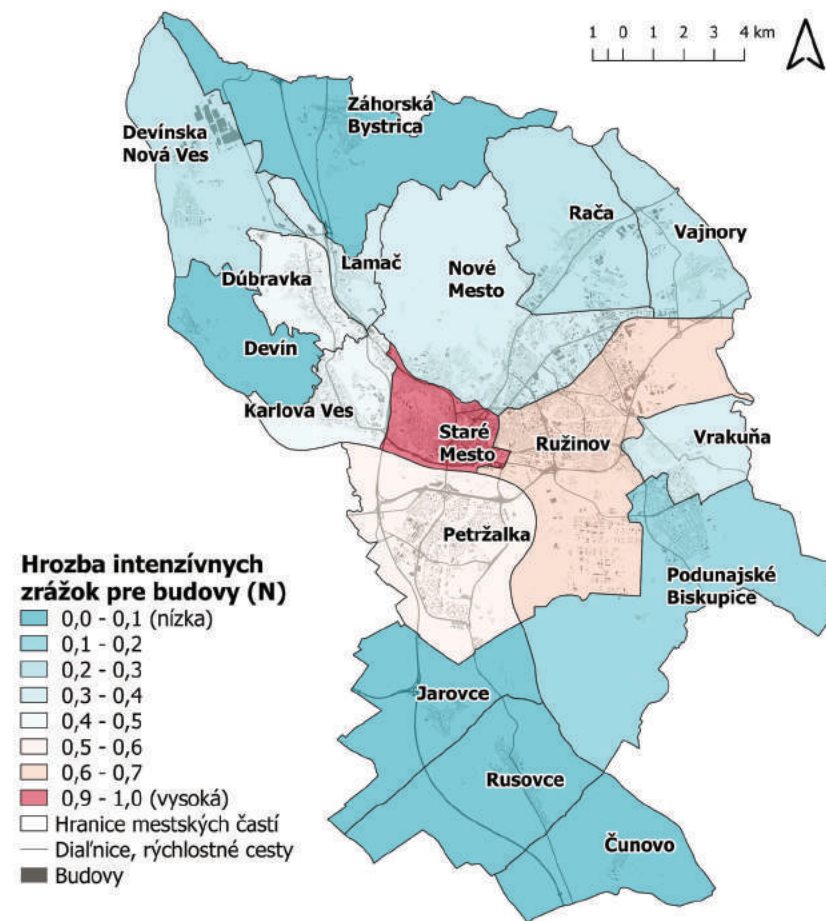 1 0 1 2 3 4 km
Záhorská
Bystrica
Devínska
Nová Ves
Rača
Vajnory
Lamač
Nové
Mesto
Dúbravka
Devín
Karlova Ves
Staré
Mesto
Ružinov
Vrakuňa
Petržalka
Podunajské
Biskupice
Jarovce
Rusovce
Čunovo
Hrozba intenzívnych
zrážok pre budovy (N)
0,0 - 0,1 (nízka)
0,1 - 0,2
0,2 - 0,3
0,3 - 0,4
0,4 - 0,5
0,5 - 0,6
0,6 - 0,7
0,9 - 1,0 (vysoká)
Hranice mestských častí
Diaľnice, rýchlostné cesty
Budovy